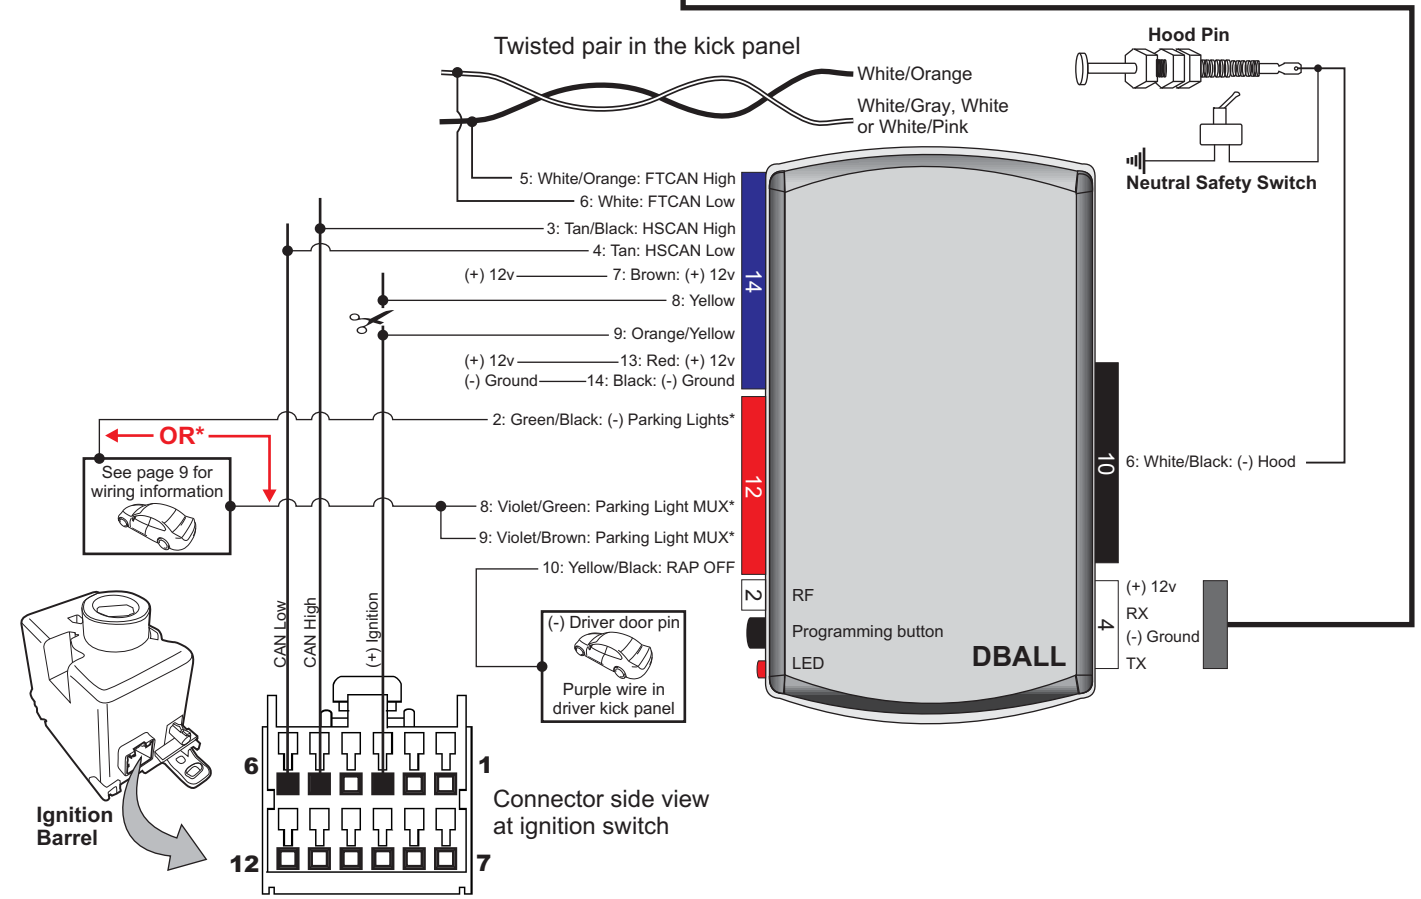 Hood Pin
Twisted pair in the kick panel
White/Orange
White/Gray, White
or White/Pink
Neutral Safety Switch
5: White/Orange: FTCAN High
6: White: FTCAN Low
3: Tan/Black: HSCAN High
4: Tan: HSCAN Low
(+) 12v
7: Brown: (+) 12v
8: Yellow
9: Orange/Yellow
(+) 12v
13: Red: (+) 12v
(-) Ground
14: Black: (-) Ground
14
2: Green/Black: (-) Parking Lights*
OR*
See page 9 for
wiring information
8: Violet/Green: Parking Light MUX*
9: Violet/Brown: Parking Light MUX*
10: Yellow/Black: RAP OFF
12
10
6: White/Black: (-) Hood
2
RF
Programming button
LED
DBALL
4
(+) 12v
RX
(-) Ground
TX
CAN Low
CAN High
(+) Ignition
(-) Driver door pin
Purple wire in
driver kick panel
6
1
12
7
Connector side view
at ignition switch
Ignition
Barrel